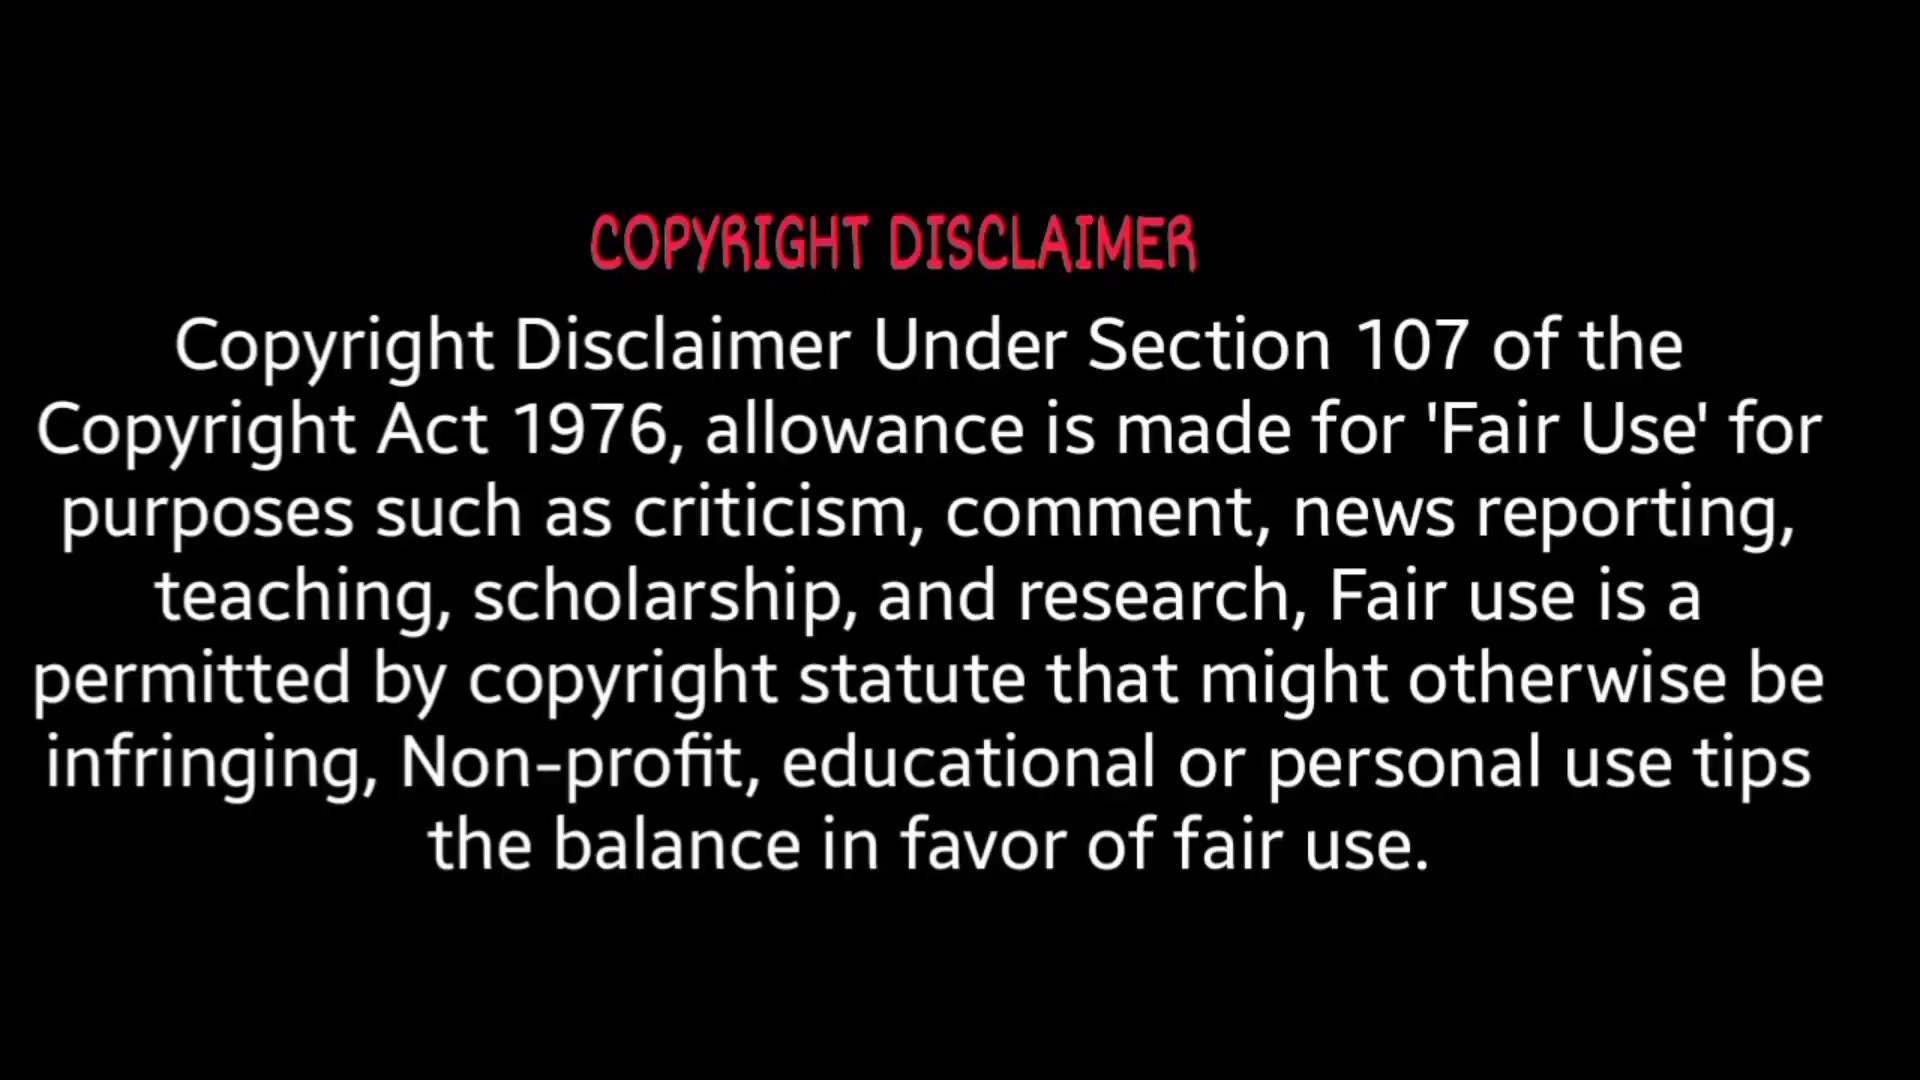 COPYRIGHT DISCLAIMER
Copyright Disclaimer Under Section 107 of the
Copyright Act 1976, allowance is made for 'Fair Use' for
purposes such as criticism, comment, news reporting,
teaching, scholarship, and research, Fair use is a
permitted by copyright statute that might otherwise be
infringing, Non-profit, educational or personal use tips
the balance in favor of fair use.